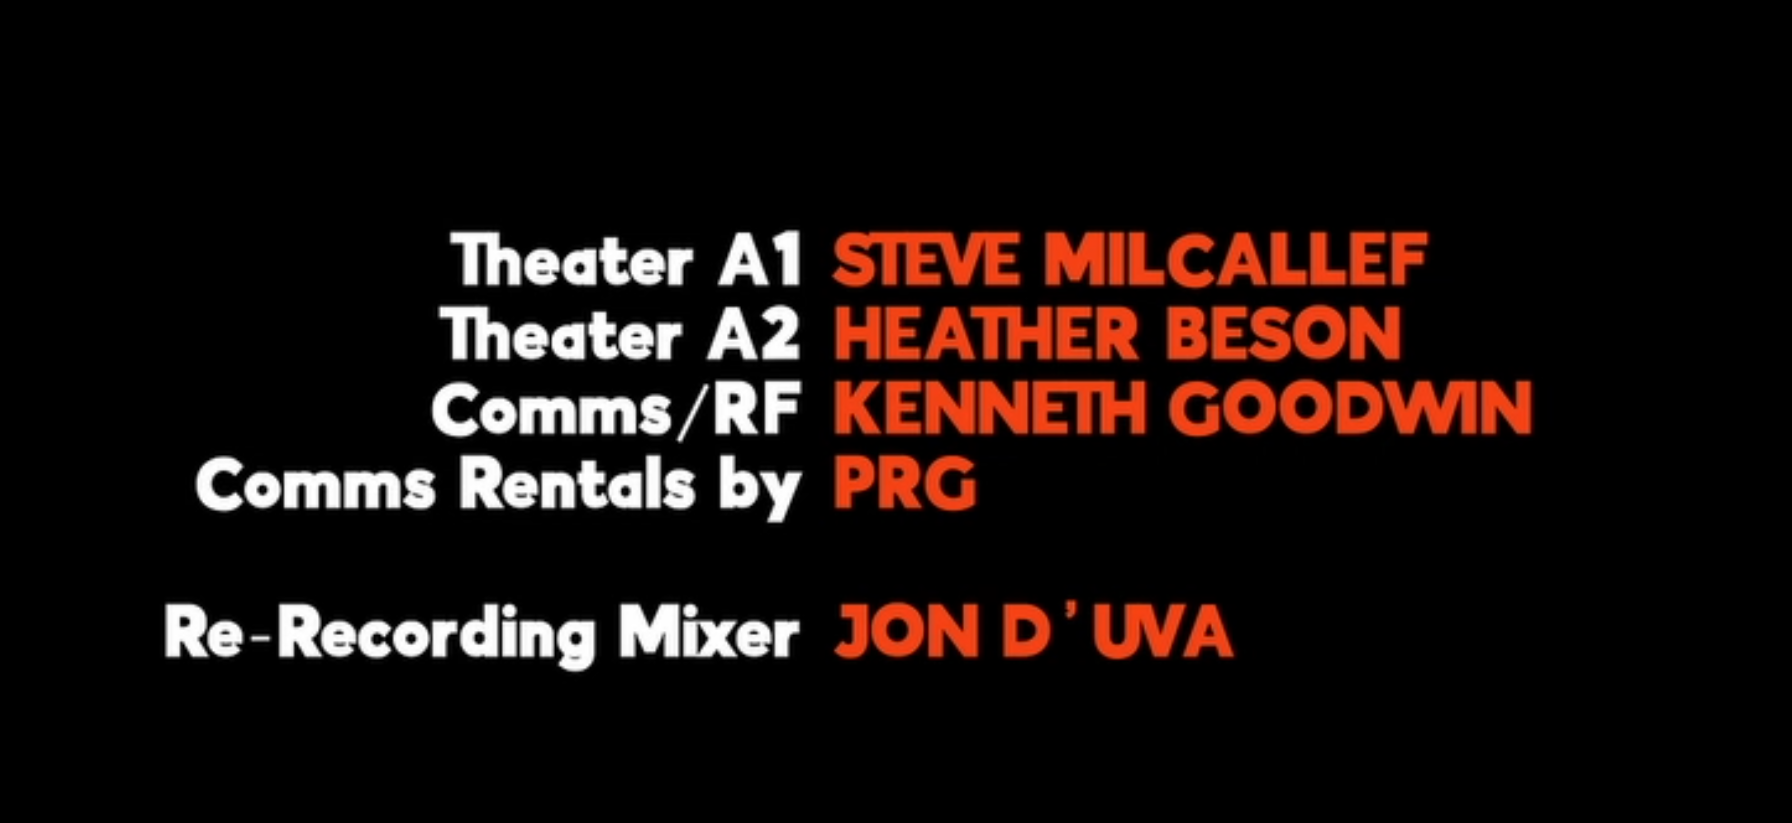 Theater A1 STEVE MILCALLEF
Theater A2 HEATHER BESON
Comms/RF KENNETH GOODWIN
Comms Rentals by PRG
Re-Recording Mixer JON D'UVA